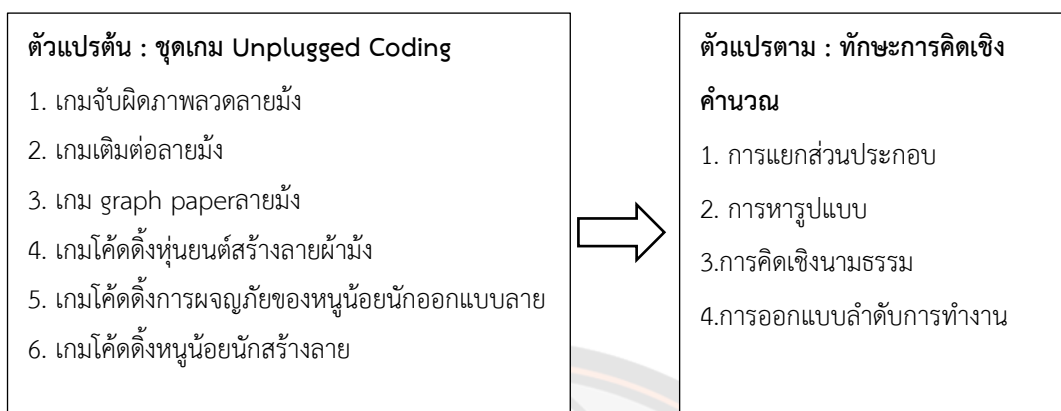 ตัวแปรต้น : ชุดเกม Unplugged Coding
1. เกมจับผิดภาพลวดลายม้ง
2. เกมเติมต่อลายม้ง
3. เกม graph paperลายม้ง
4. เกมโค้ดดิ้งหุ่นยนต์สร้างลายผ้าม้ง
5. เกมโค้ดดิ้งการผจญภัยของหนูน้อยนักออกแบบลาย
6. เกมโค้ดดิ้งหนูน้อยนักสร้างลาย
ตัวแปรตาม : ทักษะการคิดเชิง
คำนวณ
1. การแยกส่วนประกอบ
2. การหารูปแบบ
3.การคิดเชิงนามธรรม
4.การออกแบบลำดับการทำงาน